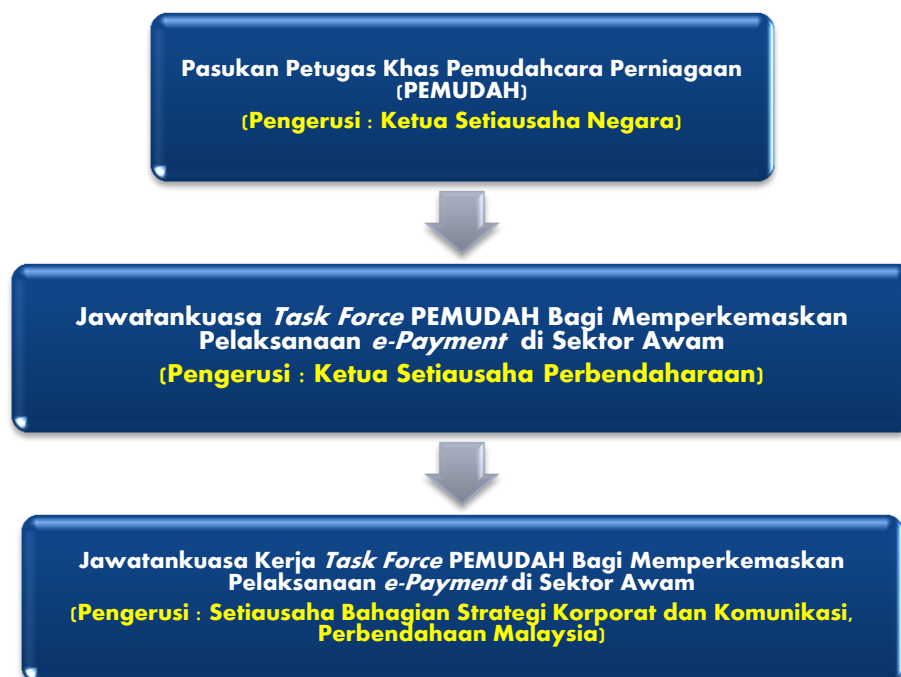 Pasukan Petugas Khas Pemudahcara Perniagaan
(PEMUDAH)
(Pengerusi : Ketua Setiausaha Negara)
Jawatankuasa Task Force PEMUDAH Bagi Memperkemaskan
Pelaksanaan e-Payment di Sektor Awam
(Pengerusi : Ketua Setiausaha Perbendaharaan)
Jawatankuasa Kerja Task Force PEMUDAH Bagi Memperkemaskan
Pelaksanaan e-Payment di Sektor Awam
(Pengerusi : Setiausaha Bahagian Strategi Korporat dan Komunikasi,
Perbendahaan Malaysia)